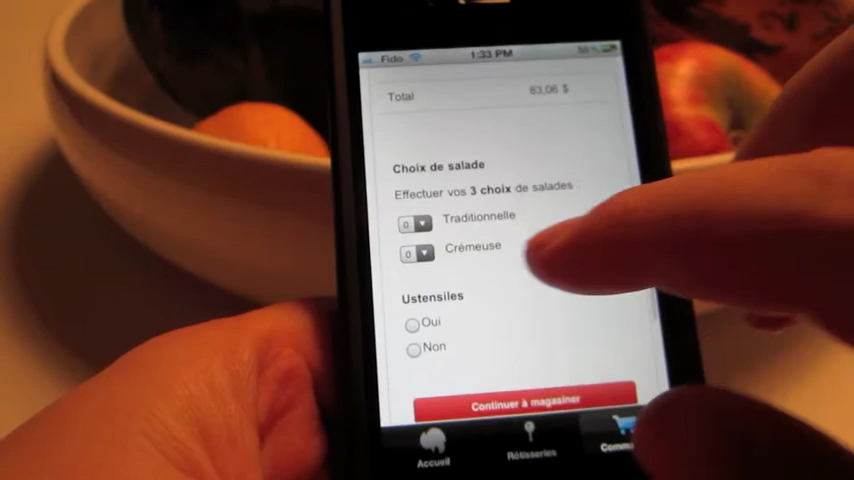 Fido 1:33 PM
Total 83,06 $
Choix de salade
Effectuer vos 3 choix de salades
0 Traditionnelle
0 Crémeuse
Ustensiles
Oui
Non
Continuer à magasiner
Accueil Rôtisseries